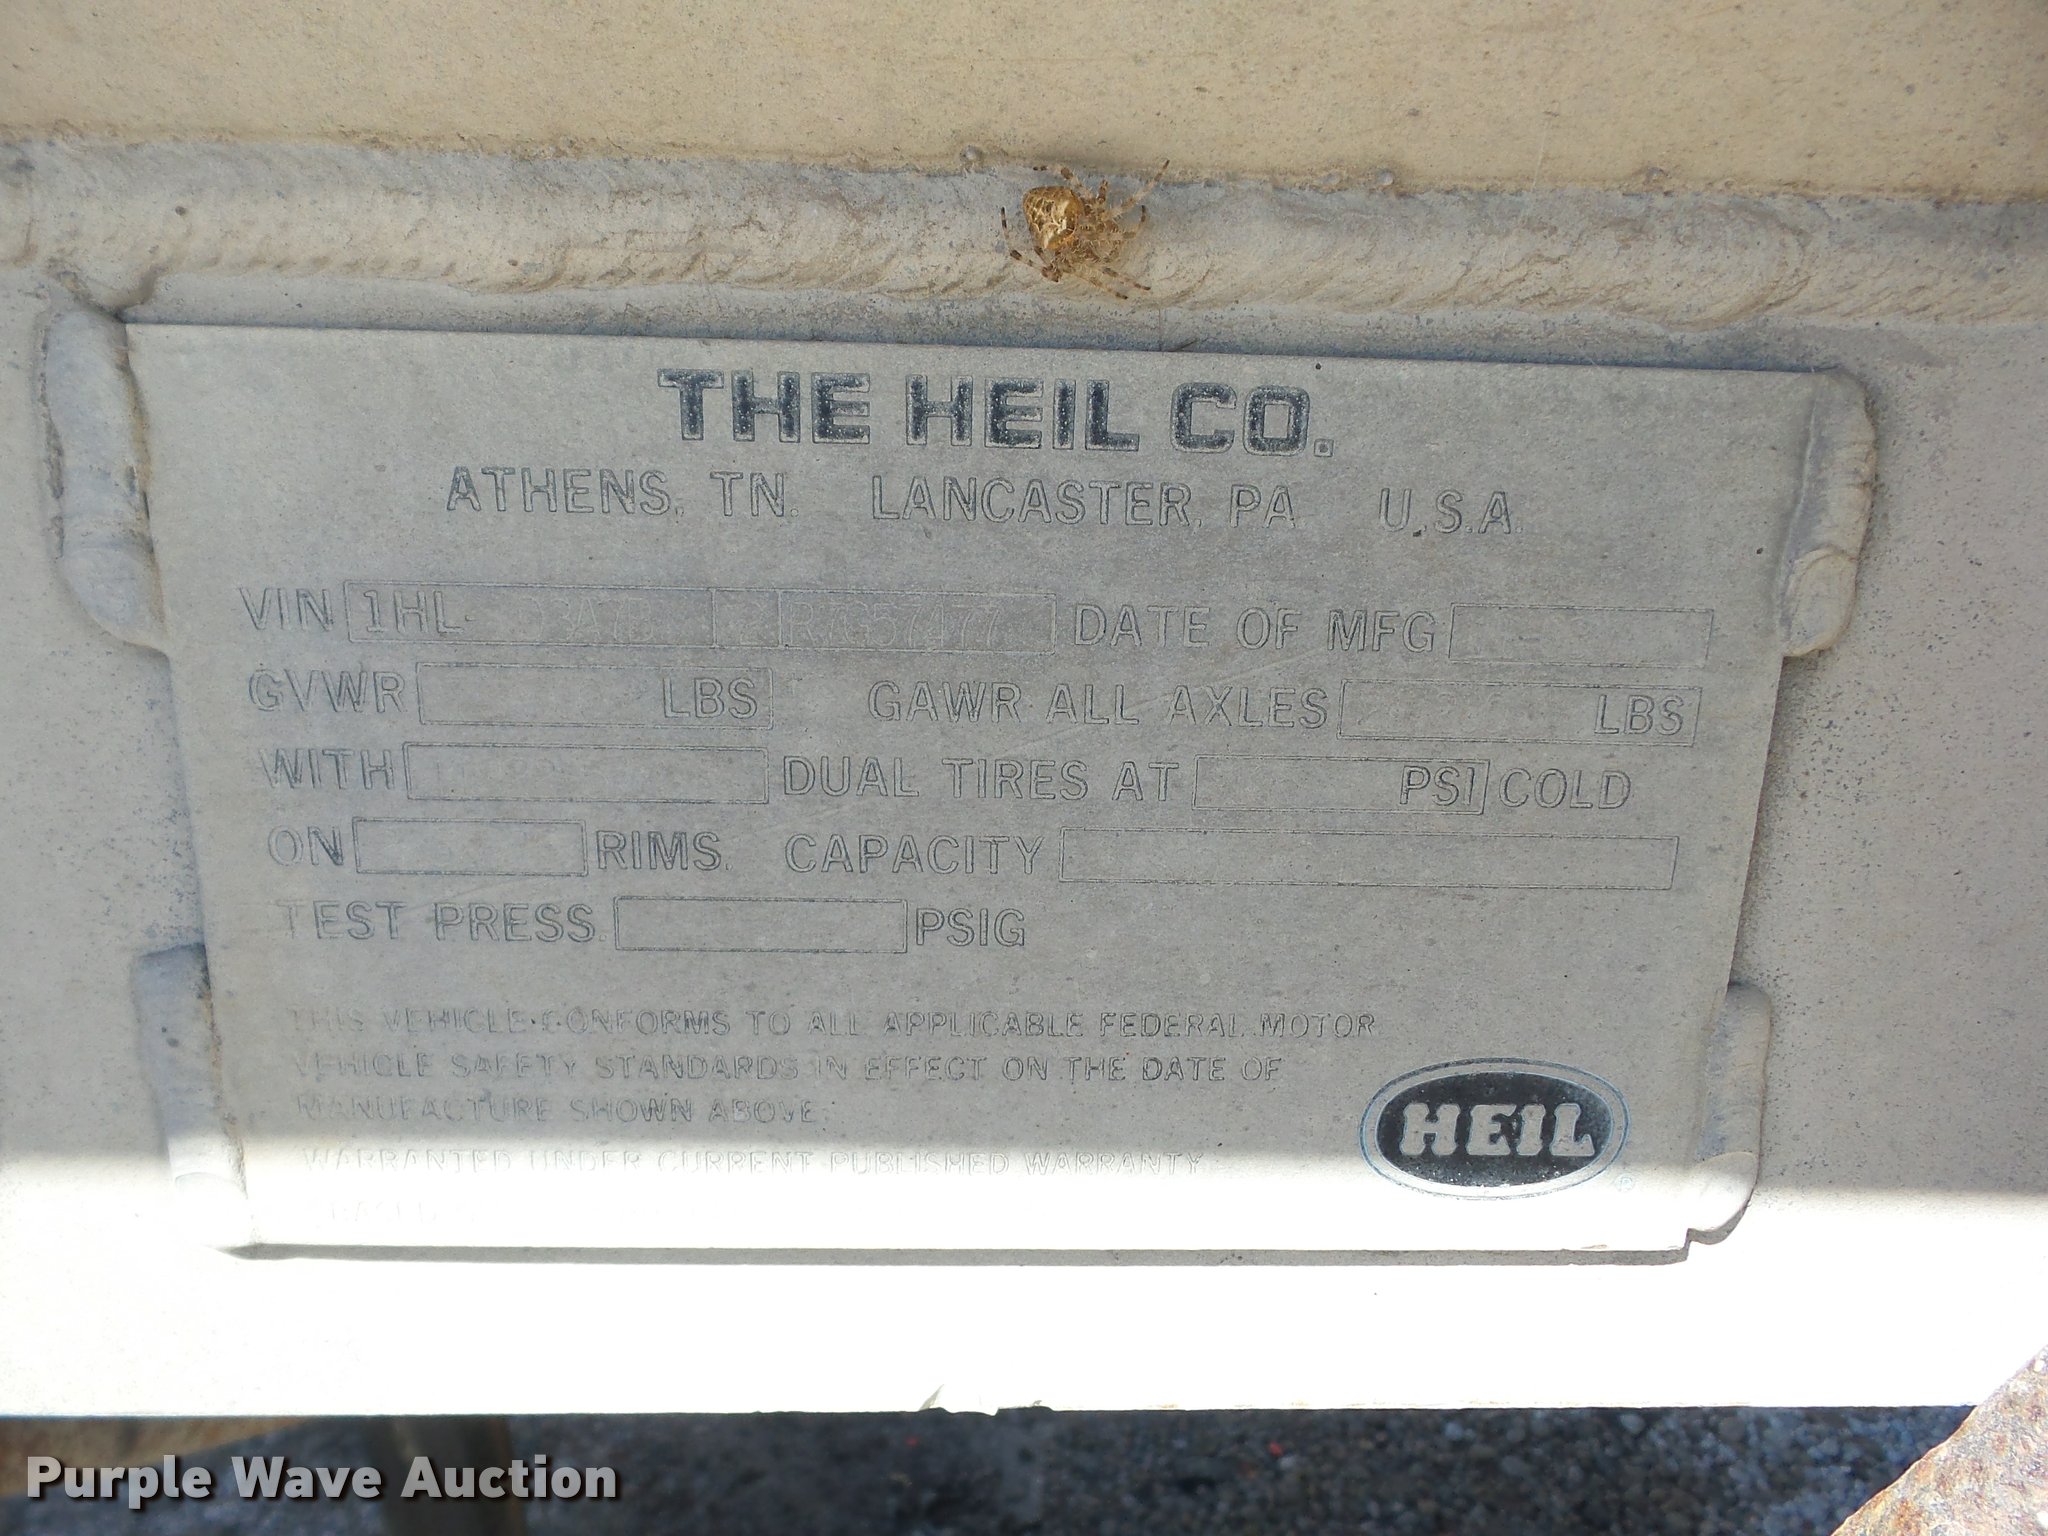 THE HEIL CO.
ATHENS, TN. LANCASTER, PA U.S.A.
VIN 1HL DATE OF MFG
GVWR LBS GAWR ALL AXLES LBS
WITH DUAL TIRES AT PSI COLD
ON RIMS. CAPACITY
TEST PRESS. PSIG
THIS VEHICLE CONFORMS TO ALL APPLICABLE FEDERAL MOTOR
VEHICLE SAFETY STANDARDS IN EFFECT ON THE DATE OF
MANUFACTURE SHOWN ABOVE.
WARRANTED UNDER CURRENT PUBLISHED WARRANTY
HEIL
Purple Wave Auction